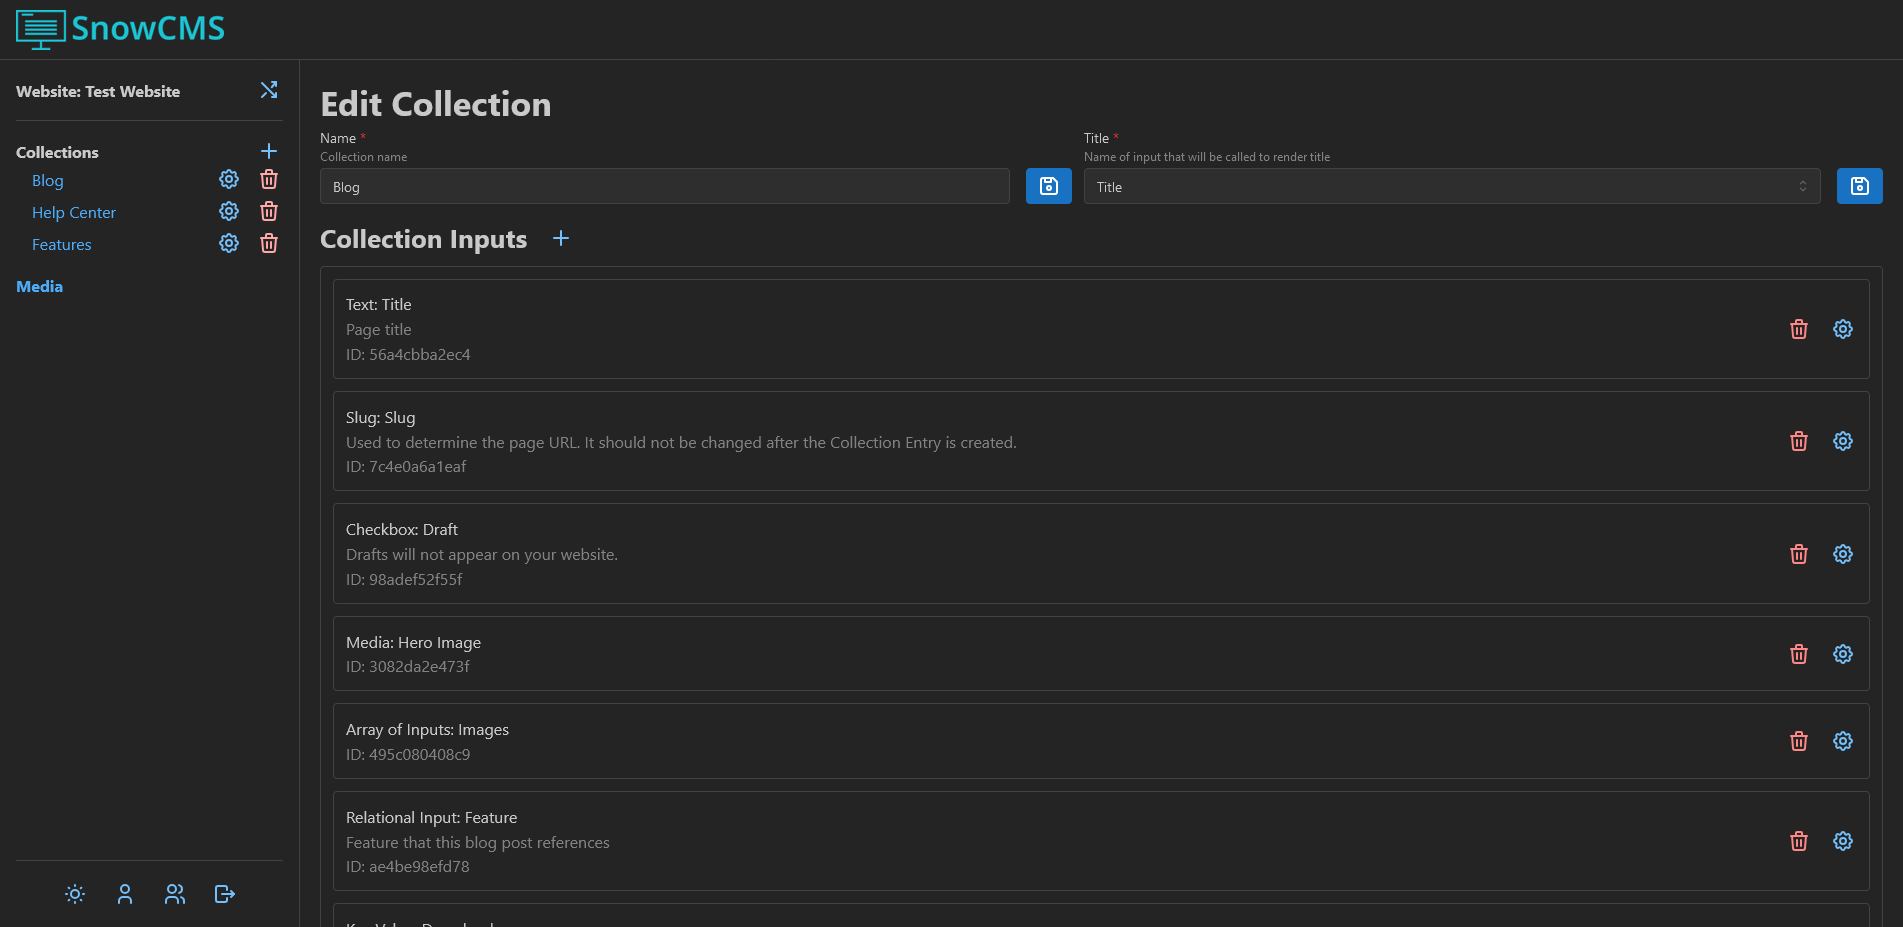 SnowCMS
Website: Test Website
Collections
Blog
Help Center
Features
Media
Edit Collection
Name *
Collection name
Blog
Title *
Name of input that will be called to render title
Title
Collection Inputs
Text: Title
Page title
ID: 56a4cbba2ec4
Slug: Slug
Used to determine the page URL. It should not be changed after the Collection Entry is created.
ID: 7c4e0a6a1eaf
Checkbox: Draft
Drafts will not appear on your website.
ID: 98adef52f55f
Media: Hero Image
ID: 3082da2e473f
Array of Inputs: Images
ID: 495c080408c9
Relational Input: Feature
Feature that this blog post references
ID: ae4be98efd78